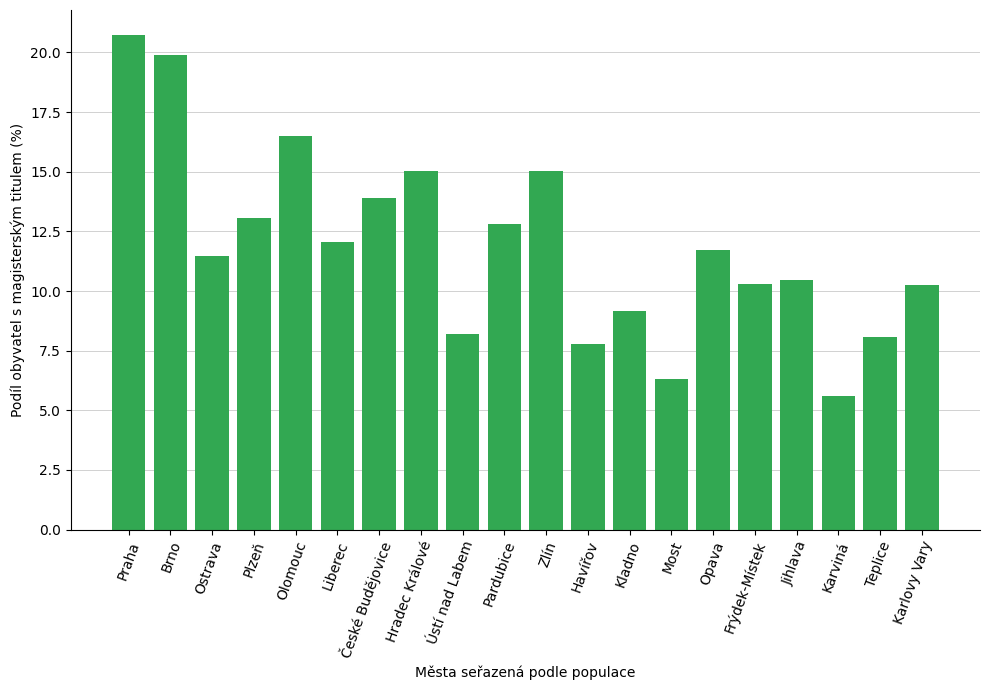 Podíl obyvatel s magisterským titulem (%)
20.0
17.5
15.0
12.5
10.0
7.5
5.0
2.5
0.0
Praha
Brno
Ostrava
Plzeň
Olomouc
Liberec
České Budějovice
Hradec Králové
Ústí nad Labem
Pardubice
Zlín
Havířov
Kladno
Most
Opava
Frýdek-Místek
Jihlava
Karviná
Teplice
Karlovy Vary
Města seřazená podle populace